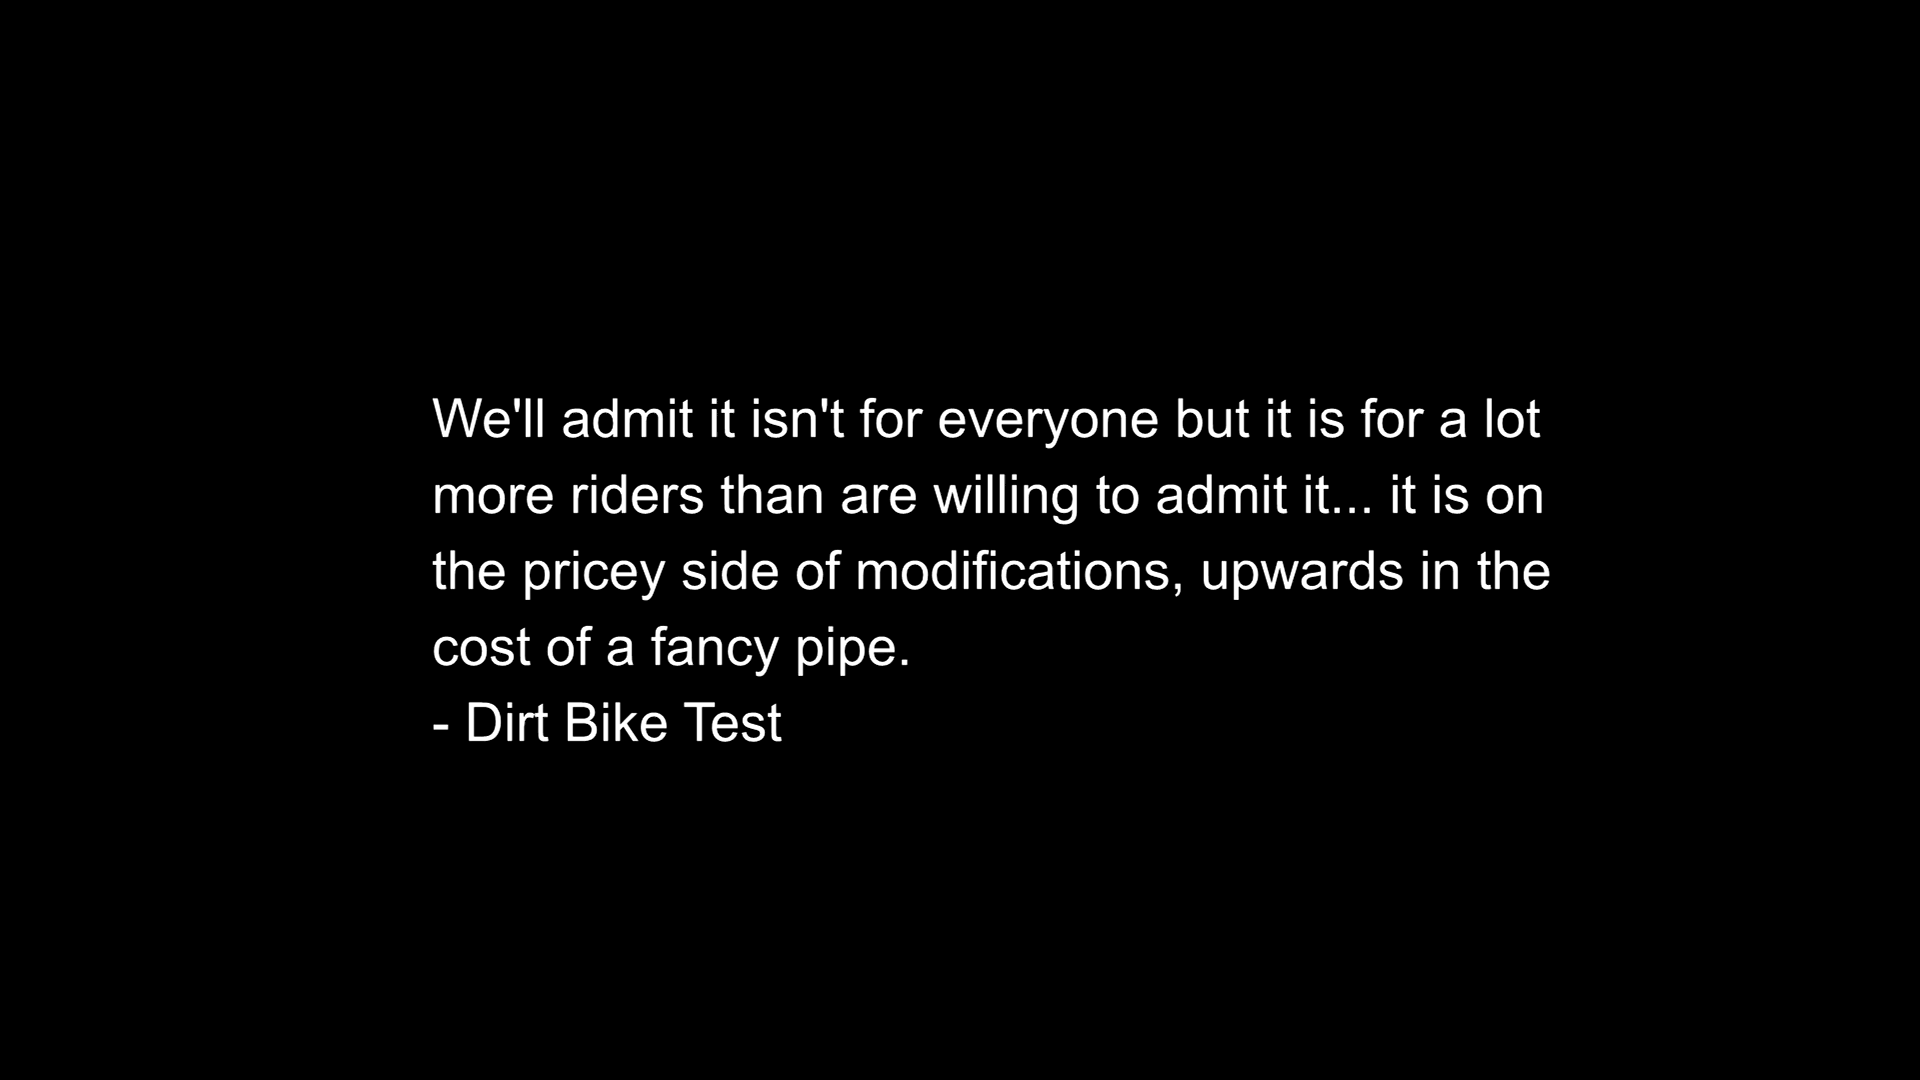 We'll admit it isn't for everyone but it is for a lot
more riders than are willing to admit it... it is on
the pricey side of modifications, upwards in the
cost of a fancy pipe.
- Dirt Bike Test